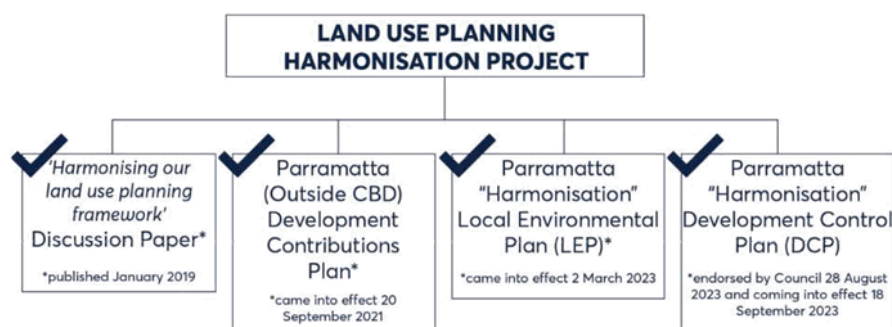 LAND USE PLANNING
HARMONISATION PROJECT
'Harmonising our
land use planning
framework'
Discussion Paper*
*published January 2019
Parramatta
(Outside CBD)
Development
Contributions
Plan*
*came into effect 20
September 2021
Parramatta
“Harmonisation”
Local Environmental
Plan (LEP)*
*came into effect 2 March 2023
Parramatta
“Harmonisation”
Development Control
Plan (DCP)
*endorsed by Council 28 August
2023 and coming into effect 18
September 2023